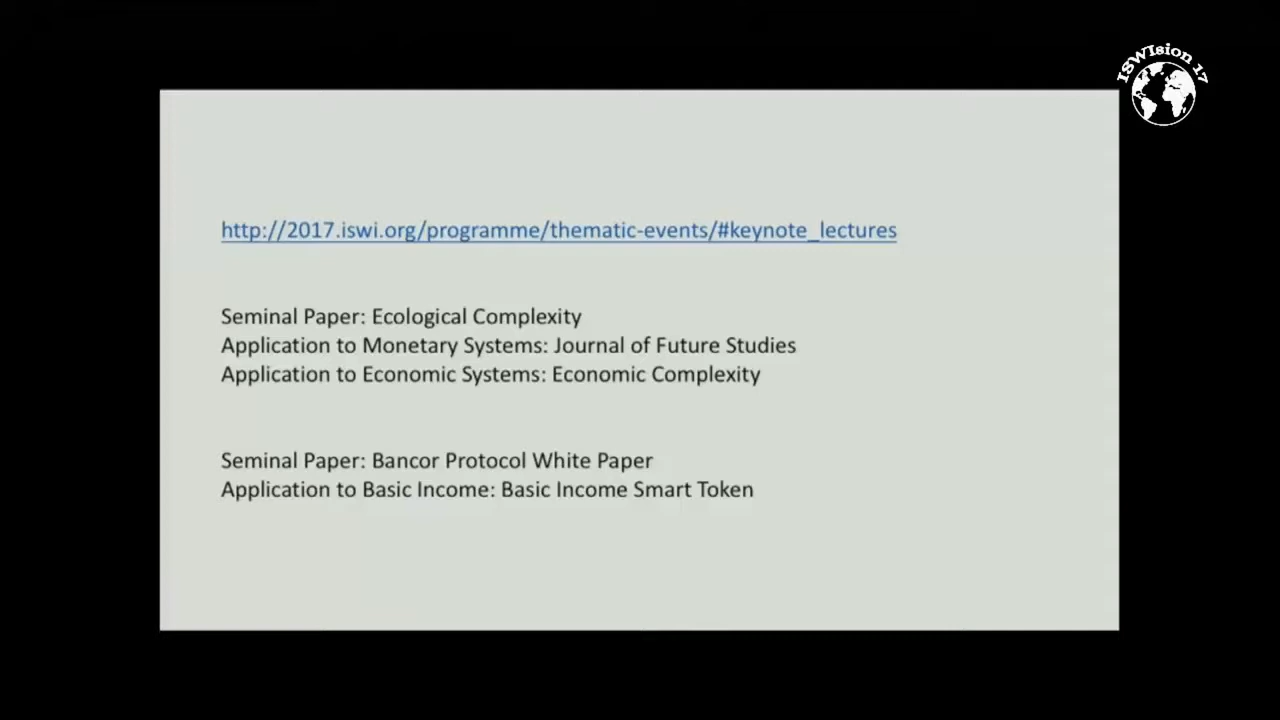 ISWIsion 17
http://2017.iswi.org/programme/thematic-events/#keynote_lectures
Seminal Paper: Ecological Complexity
Application to Monetary Systems: Journal of Future Studies
Application to Economic Systems: Economic Complexity
Seminal Paper: Bancor Protocol White Paper
Application to Basic Income: Basic Income Smart Token